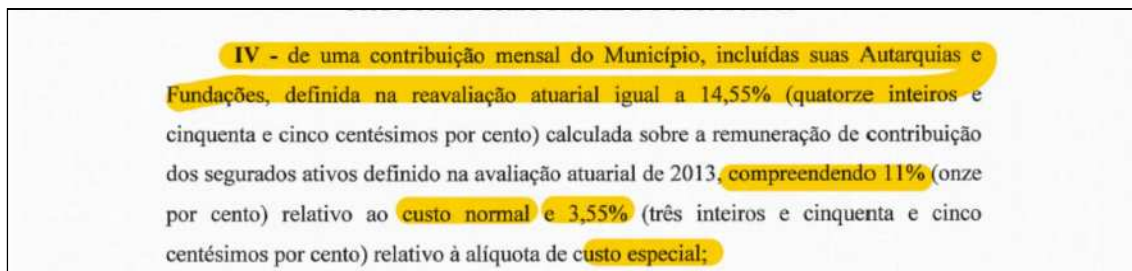 IV - de uma contribuição mensal do Município, incluídas suas Autarquias e
Fundações, definida na reavaliação atuarial igual a 14,55% (quatorze inteiros e
cinquenta e cinco centésimos por cento) calculada sobre a remuneração de contribuição
dos segurados ativos definido na avaliação atuarial de 2013, compreendendo 11% (onze
por cento) relativo ao custo normal e 3,55% (três inteiros e cinquenta e cinco
centésimos por cento) relativo à alíquota de custo especial;